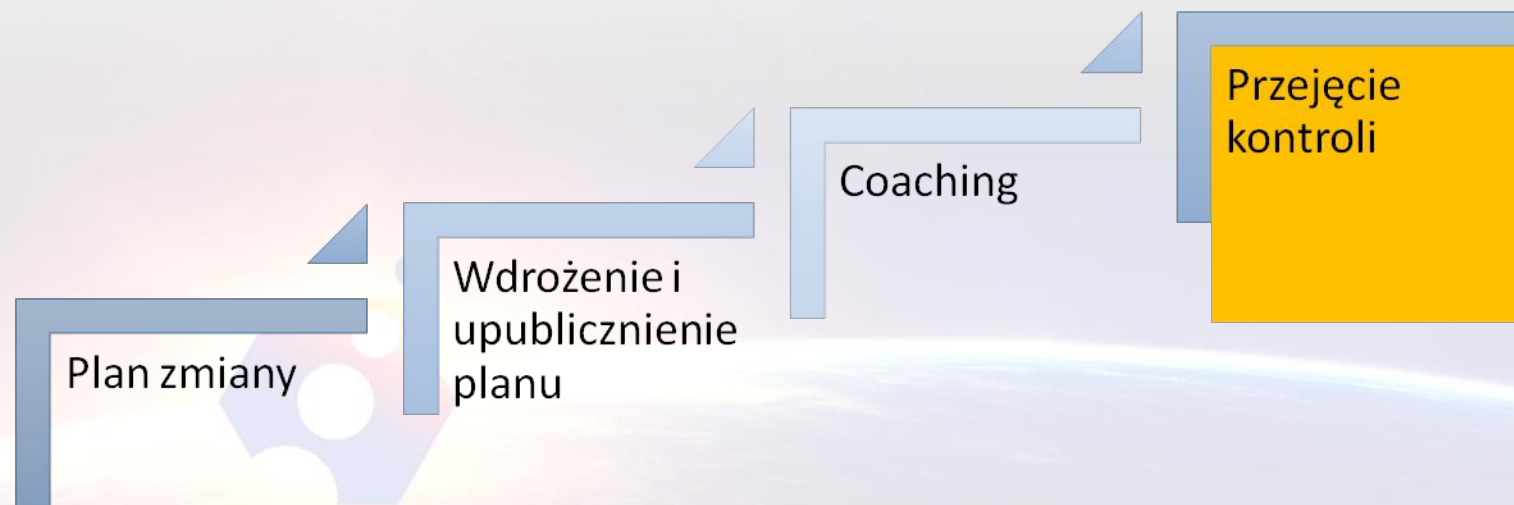 Plan zmiany
Wdrożenie i
upublicznienie
planu
Coaching
Przejęcie
kontroli